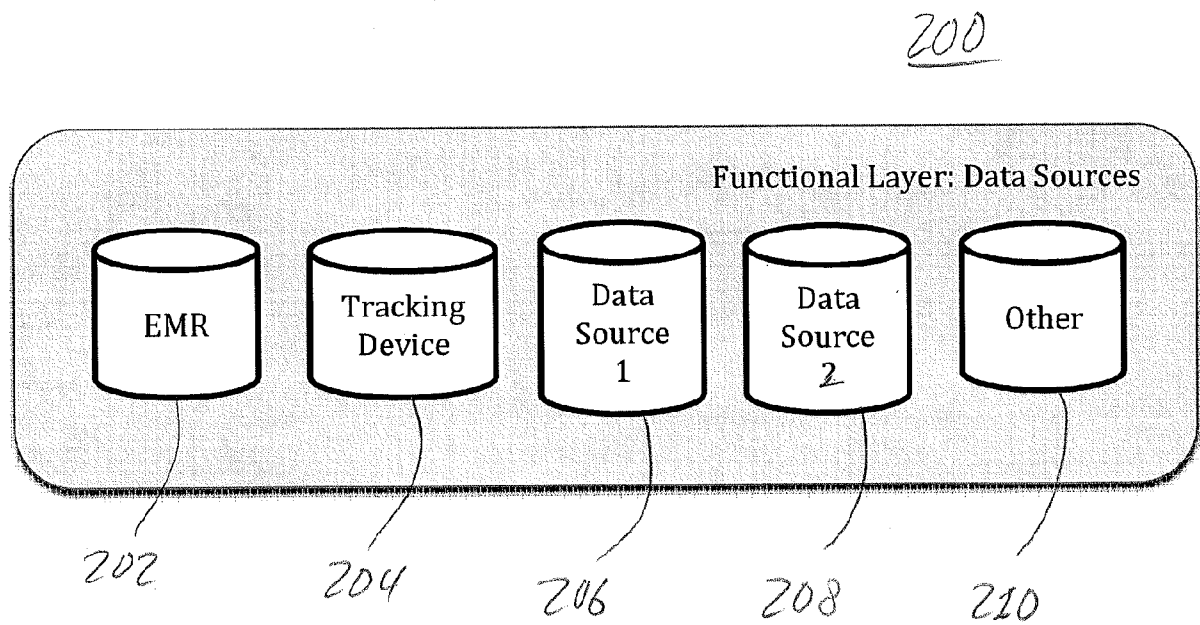 200
Functional Layer: Data Sources
EMR
Tracking
Device
Data
Source
1
Data
Source
2
Other
202
204
206
208
210